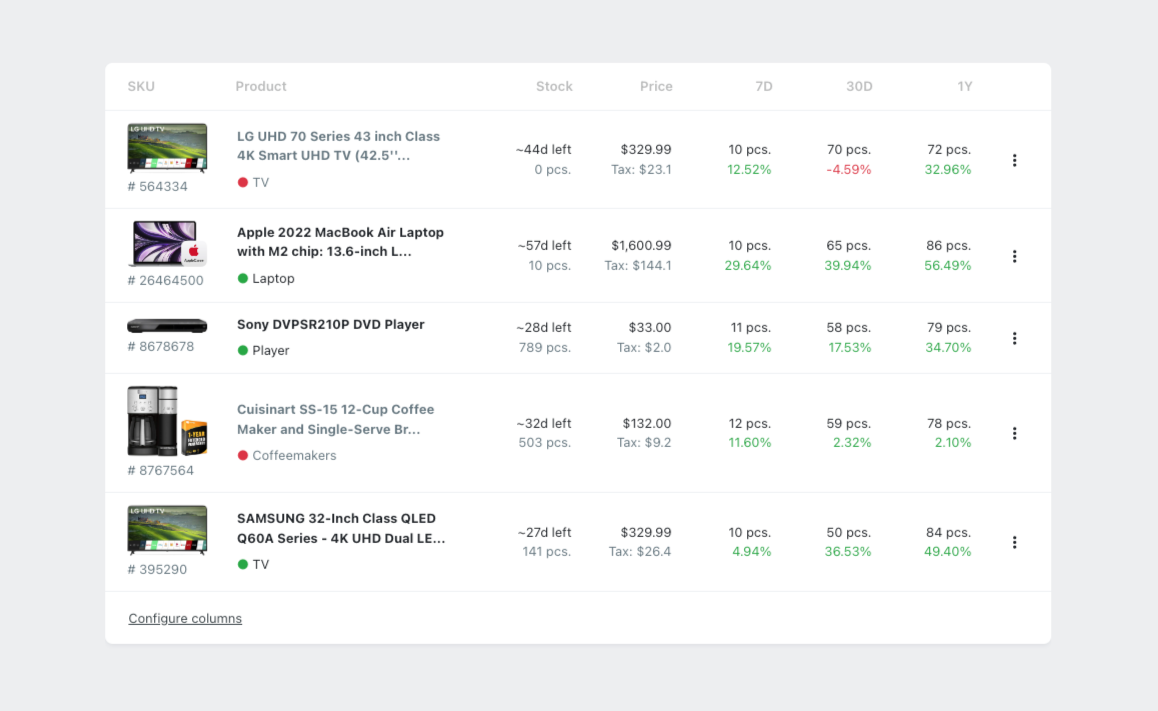 SKU Product Stock Price 7D 30D 1Y
LG UHD TV
# 564334
LG UHD 70 Series 43 inch Class
4K Smart UHD TV (42.5''...
TV
~44d left $329.99 10 pcs. 70 pcs. 72 pcs.
0 pcs. Tax: $23.1 12.52% -4.59% 32.96%
AppleCare
# 26464500
Apple 2022 MacBook Air Laptop
with M2 chip: 13.6-inch L...
Laptop
~57d left $1,600.99 10 pcs. 65 pcs. 86 pcs.
10 pcs. Tax: $144.1 29.64% 39.94% 56.49%
# 8678678
Sony DVPSR210P DVD Player
Player
~28d left $33.00 11 pcs. 58 pcs. 79 pcs.
789 pcs. Tax: $2.0 19.57% 17.53% 34.70%
1-YEAR
# 8767564
Cuisinart SS-15 12-Cup Coffee
Maker and Single-Serve Br...
Coffeemakers
~32d left $132.00 12 pcs. 59 pcs. 78 pcs.
503 pcs. Tax: $9.2 11.60% 2.32% 2.10%
LG UHD TV
# 395290
SAMSUNG 32-Inch Class QLED
Q60A Series - 4K UHD Dual LE...
TV
~27d left $329.99 10 pcs. 50 pcs. 84 pcs.
141 pcs. Tax: $26.4 4.94% 36.53% 49.40%
Configure columns